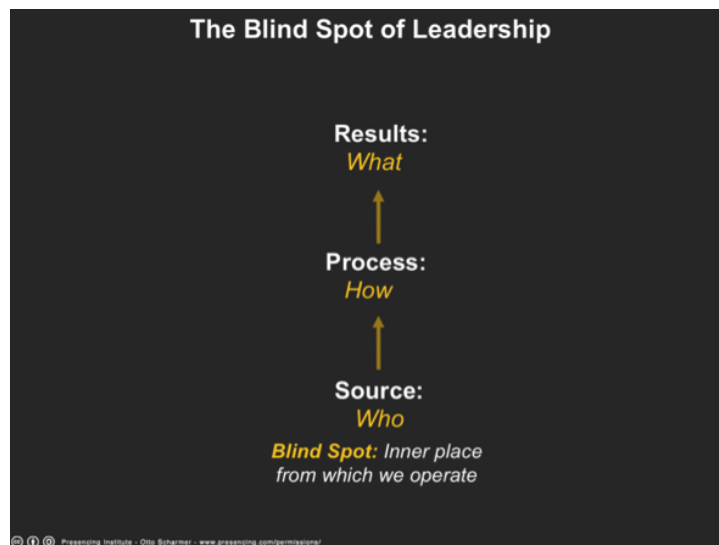 The Blind Spot of Leadership
Results:
What
Process:
How
Source:
Who
Blind Spot: Inner place
from which we operate
Presencing Institute - Otto Scharmer - www.presencing.com/permissions/